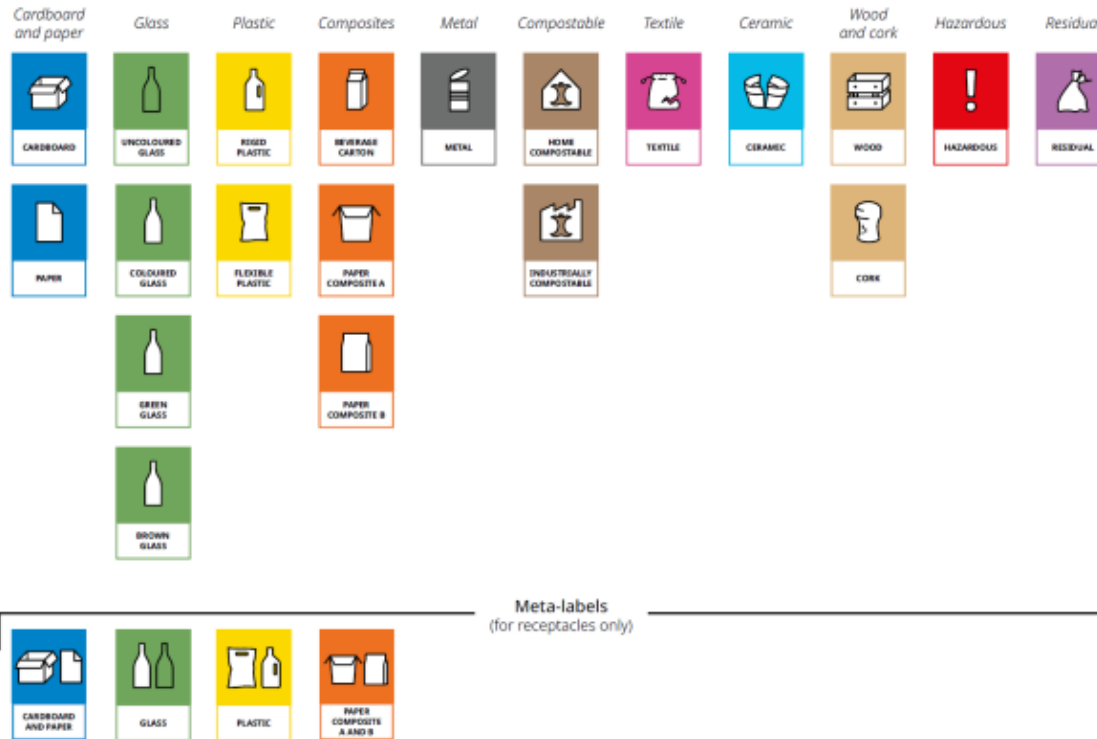 Cardboard
and paper
Glass
Plastic
Composites
Metal
Compostable
Textile
Ceramic
Wood
and cork
Hazardous
Residua
CARDBOARD
UNCOLOURED
GLASS
RIGID
PLASTIC
BEVERAGE
CARTON
METAL
HOME
COMPOSTABLE
TEXTILE
CERAMIC
WOOD
HAZARDOUS
RESIDUAL
PAPER
COLOURED
GLASS
FLEXIBLE
PLASTIC
PAPER
COMPOSITE A
INDUSTRIALLY
COMPOSTABLE
CORK
GREEN
GLASS
PAPER
COMPOSITE B
BROWN
GLASS
Meta-labels
(for receptacles only)
CARDBOARD
AND PAPER
GLASS
PLASTIC
PAPER
COMPOSITE
A AND B